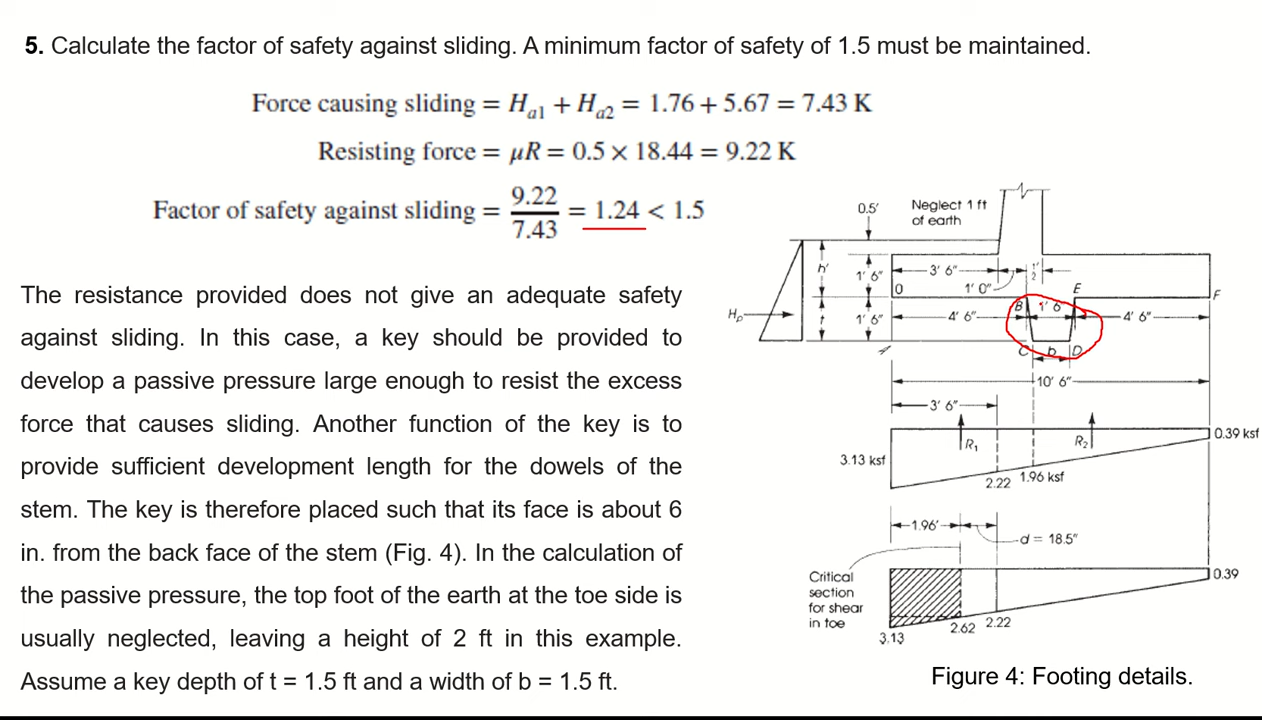 5. Calculate the factor of safety against sliding. A minimum factor of safety of 1.5 must be maintained.
Force causing sliding = Ha1 + Ha2 = 1.76 + 5.67 = 7.43 K
Resisting force = μR = 0.5 × 18.44 = 9.22 K
Factor of safety against sliding = 9.22 / 7.43 = 1.24 < 1.5
The resistance provided does not give an adequate safety
against sliding. In this case, a key should be provided to
develop a passive pressure large enough to resist the excess
force that causes sliding. Another function of the key is to
provide sufficient development length for the dowels of the
stem. The key is therefore placed such that its face is about 6
in. from the back face of the stem (Fig. 4). In the calculation of
the passive pressure, the top foot of the earth at the toe side is
usually neglected, leaving a height of 2 ft in this example.
Assume a key depth of t = 1.5 ft and a width of b = 1.5 ft.
0.5'
Neglect 1 ft
of earth
h'
1' 6"
3' 6"
1' 0"
1'
2
O
E
F
B
1' 6
Hp
t
1' 6"
4' 6"
4' 6"
A
C
b
D
10' 6"
3' 6"
R1
R2
0.39 ksf
3.13 ksf
2.22
1.96 ksf
1.96'
d = 18.5"
Critical
section
for shear
in toe
0.39
3.13
2.62
2.22
Figure 4: Footing details.